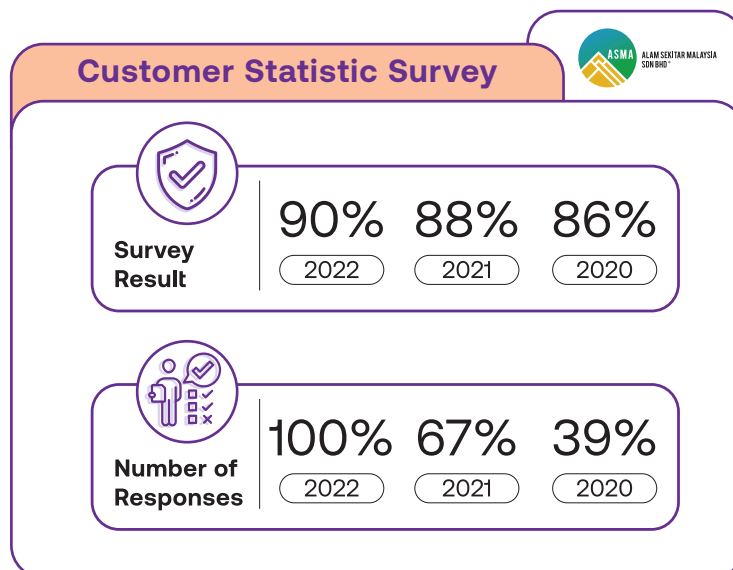 Customer Statistic Survey
ASMA
ALAM SEKITAR MALAYSIA
SDN BHD
Survey
Result
90% 88% 86%
2022 2021 2020
Number of
Responses
100% 67% 39%
2022 2021 2020